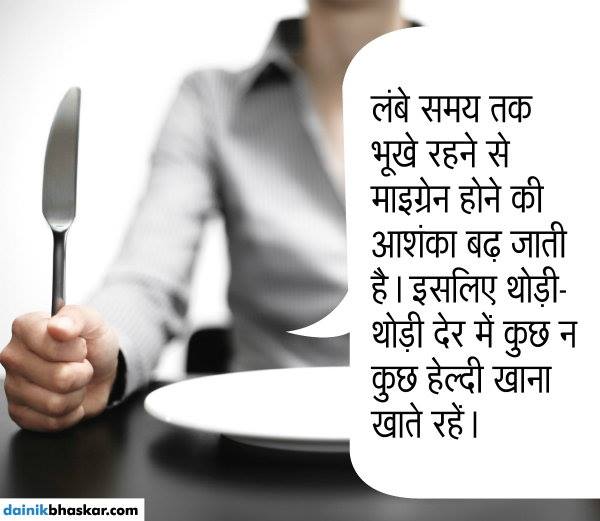 लंबे समय तक
भूखे रहने से
माइग्रेन होने की
आशंका बढ़ जाती
है। इसलिए थोड़ी-
थोड़ी देर में कुछ न
कुछ हेल्दी खाना
खाते रहें।
dainikbhaskar.com